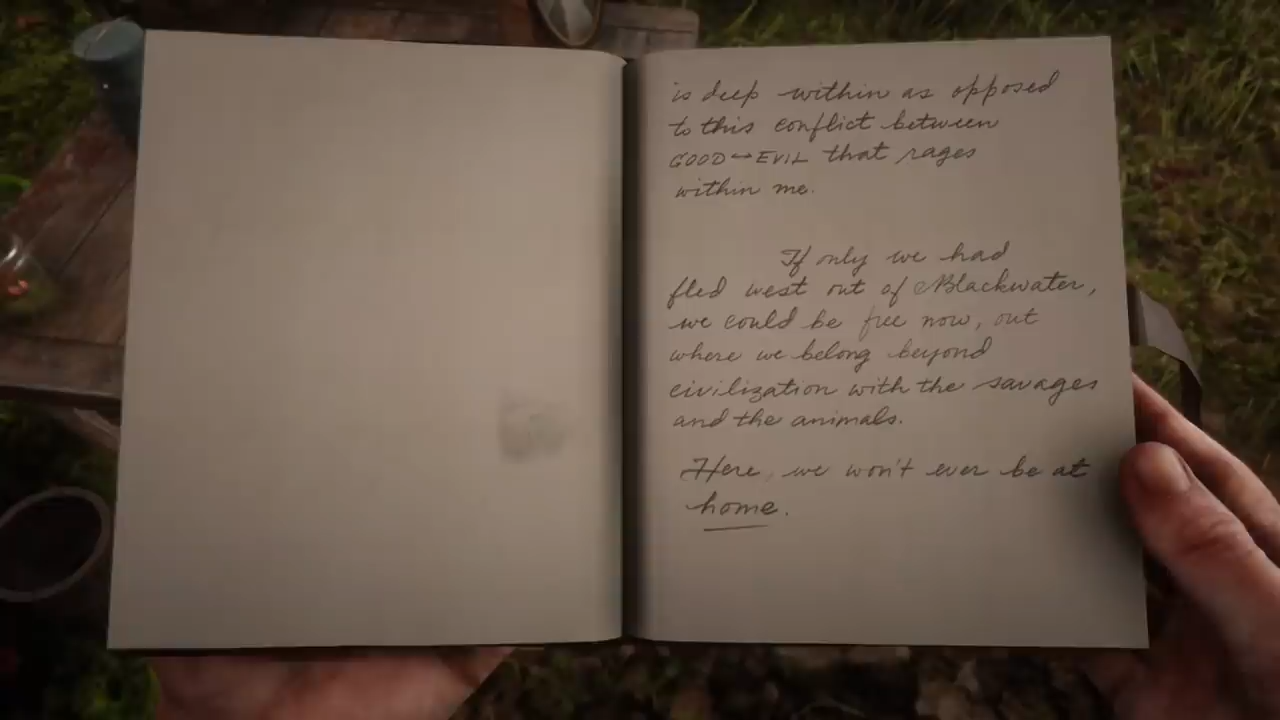 is deep within as opposed
to this conflict between
GOOD↔EVIL that rages
within me.
If only we had
fled west out of Blackwater,
we could be free now, out
where we belong beyond
civilization with the savages
and the animals.
Here, we won't ever be at
home.